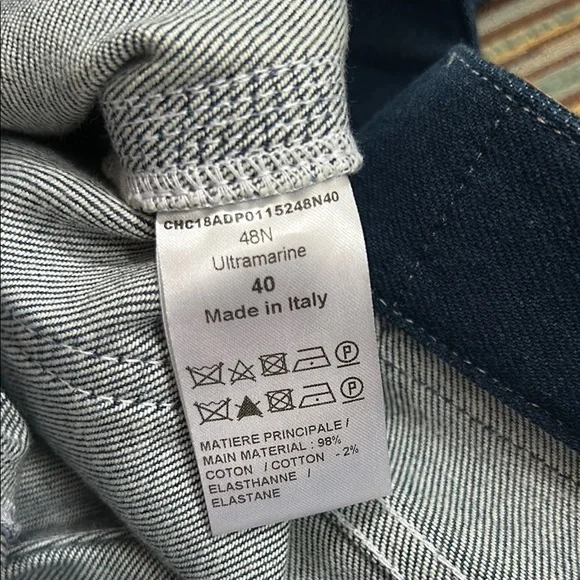 CHC18ADP0115248N40
48N
Ultramarine
40
Made in Italy
P
P
MATIERE PRINCIPALE /
MAIN MATERIAL : 98%
COTON / COTTON - 2%
ELASTHANNE /
ELASTANE